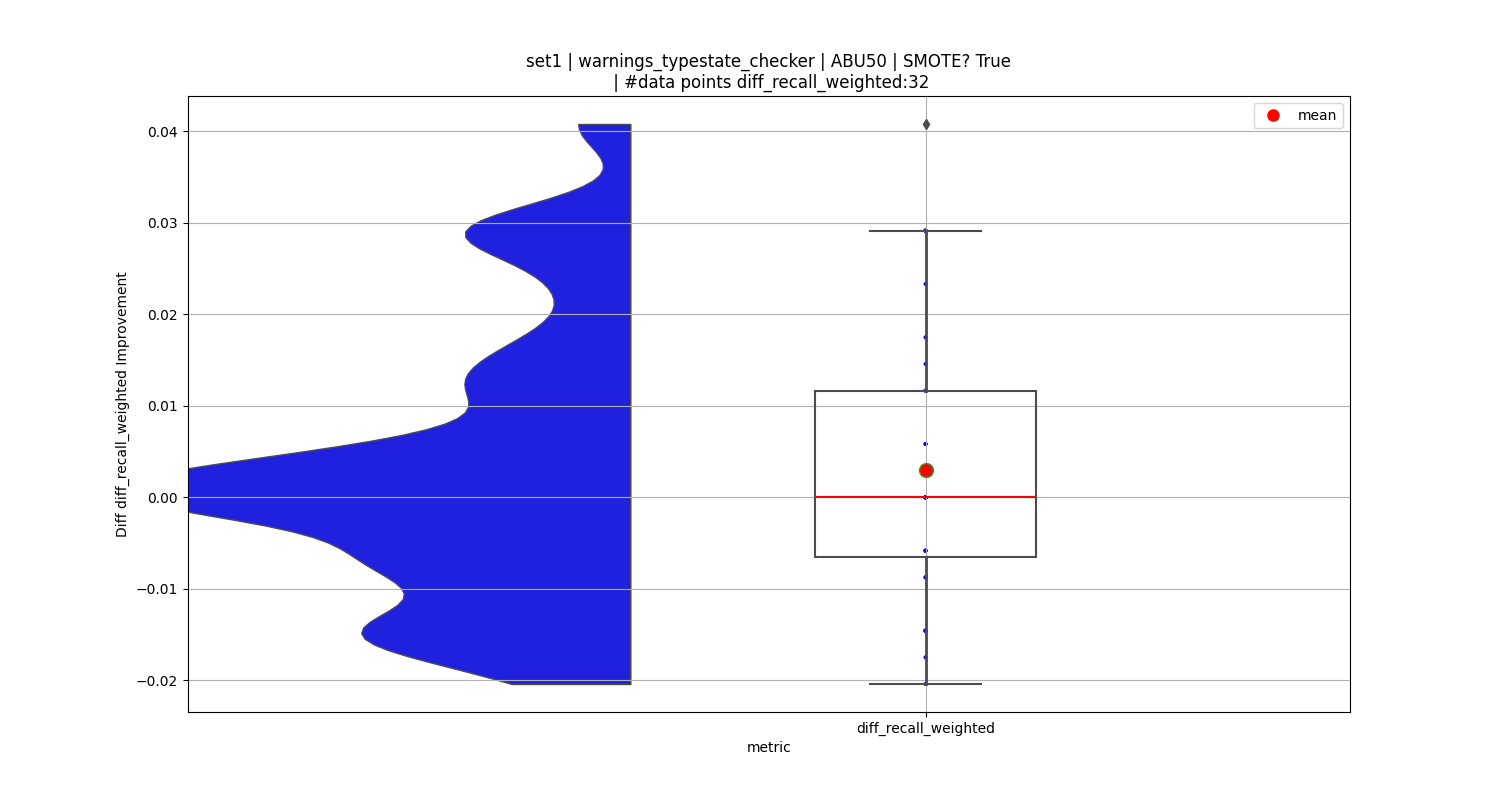 set1 | warnings_typestate_checker | ABU50 | SMOTE? True
| #data points diff_recall_weighted:32
mean
0.04
0.03
0.02
0.01
0.00
−0.01
−0.02
Diff diff_recall_weighted Improvement
diff_recall_weighted
metric